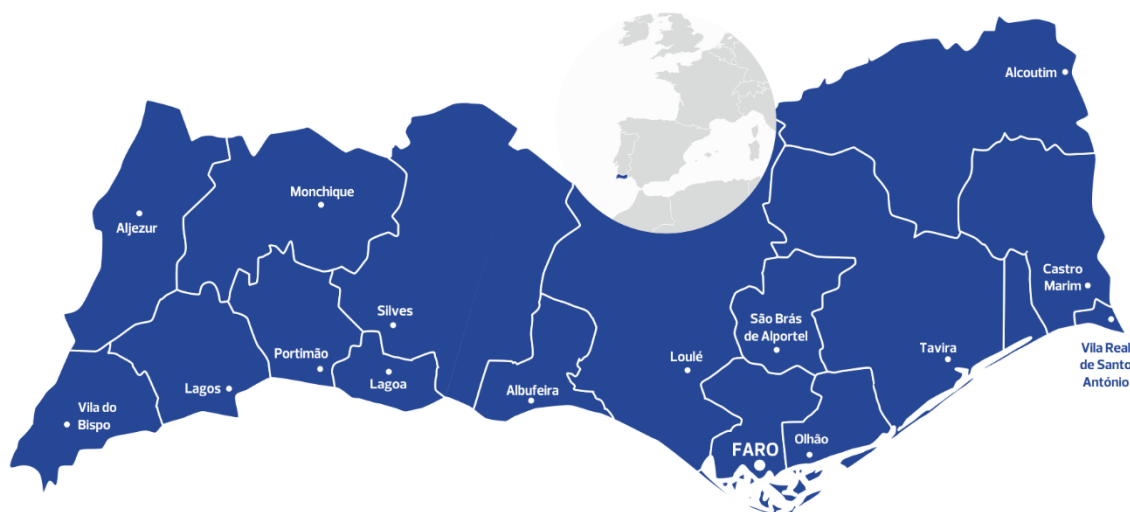 Alcoutim
Monchique
Aljezur
Castro
Marim
Silves
São Brás
de Alportel
Portimão
Loulé
Tavira
Vila Real
de Santo
António
Lagos
Lagoa
Albufeira
Vila do
Bispo
FARO
Olhão